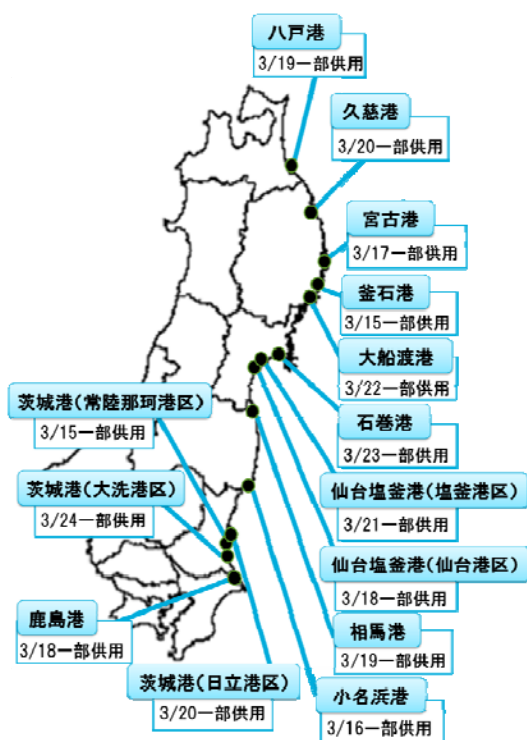 八戸港
3/19一部供用
久慈港
3/20一部供用
宮古港
3/17一部供用
釜石港
3/15一部供用
大船渡港
3/22一部供用
石巻港
3/23一部供用
仙台塩釜港(塩釜港区)
3/21一部供用
仙台塩釜港(仙台港区)
3/18一部供用
相馬港
3/19一部供用
小名浜港
3/16一部供用
茨城港(常陸那珂港区)
3/15一部供用
茨城港(大洗港区)
3/24一部供用
鹿島港
3/18一部供用
茨城港(日立港区)
3/20一部供用